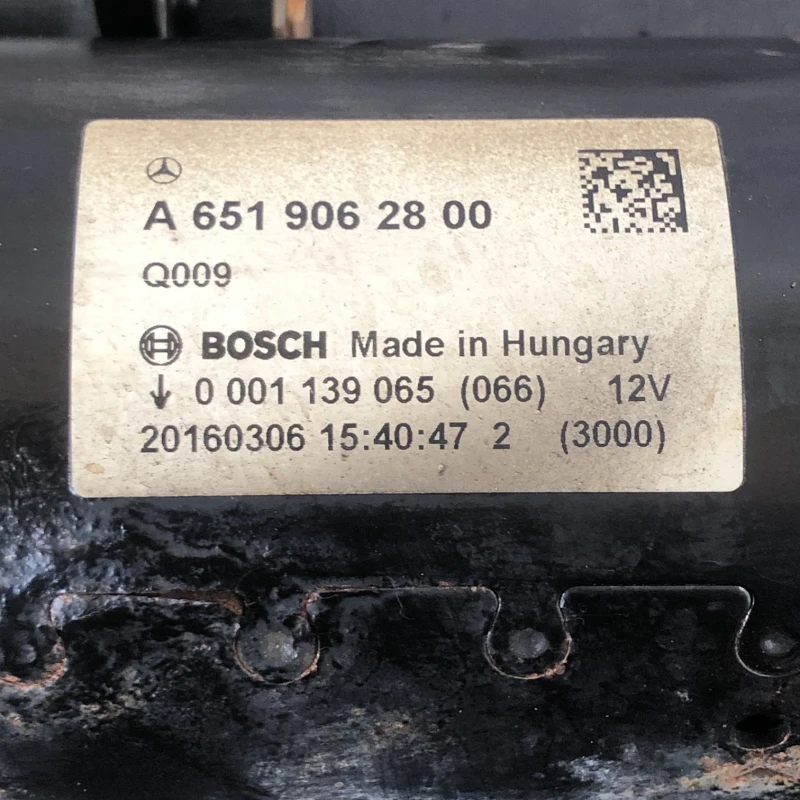 A 651 906 28 00
Q009
BOSCH Made in Hungary
↓ 0 001 139 065 (066) 12V
20160306 15:40:47 2 (3000)